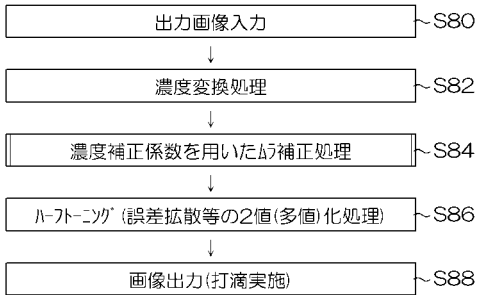 出力画像入力 S80
濃度変換処理 S82
濃度補正係数を用いたﾑﾗ補正処理 S84
ﾊｰﾌﾄｰﾆﾝｸﾞ(誤差拡散等の2値(多値)化処理) S86
画像出力(打滴実施) S88